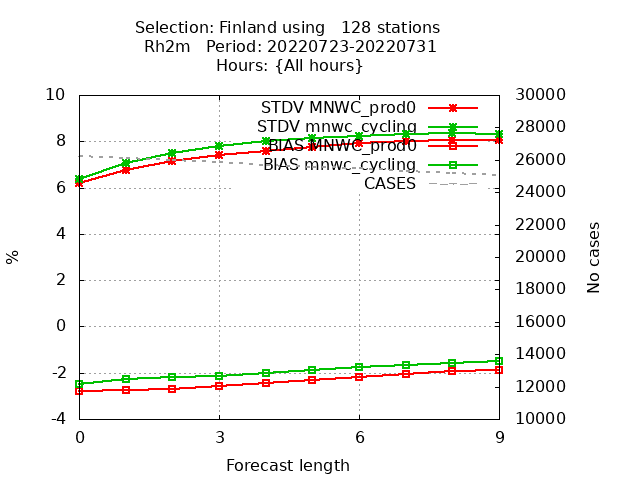 Selection: Finland using   128 stations
Rh2m   Period: 20220723-20220731
Hours: {All hours}
STDV MNWC_prod0
STDV mnwc_cycling
BIAS MNWC_prod0
BIAS mnwc_cycling
CASES
10
8
6
4
2
0
-2
-4
%
30000
28000
26000
24000
22000
20000
18000
16000
14000
12000
10000
No cases
0 3 6 9
Forecast length